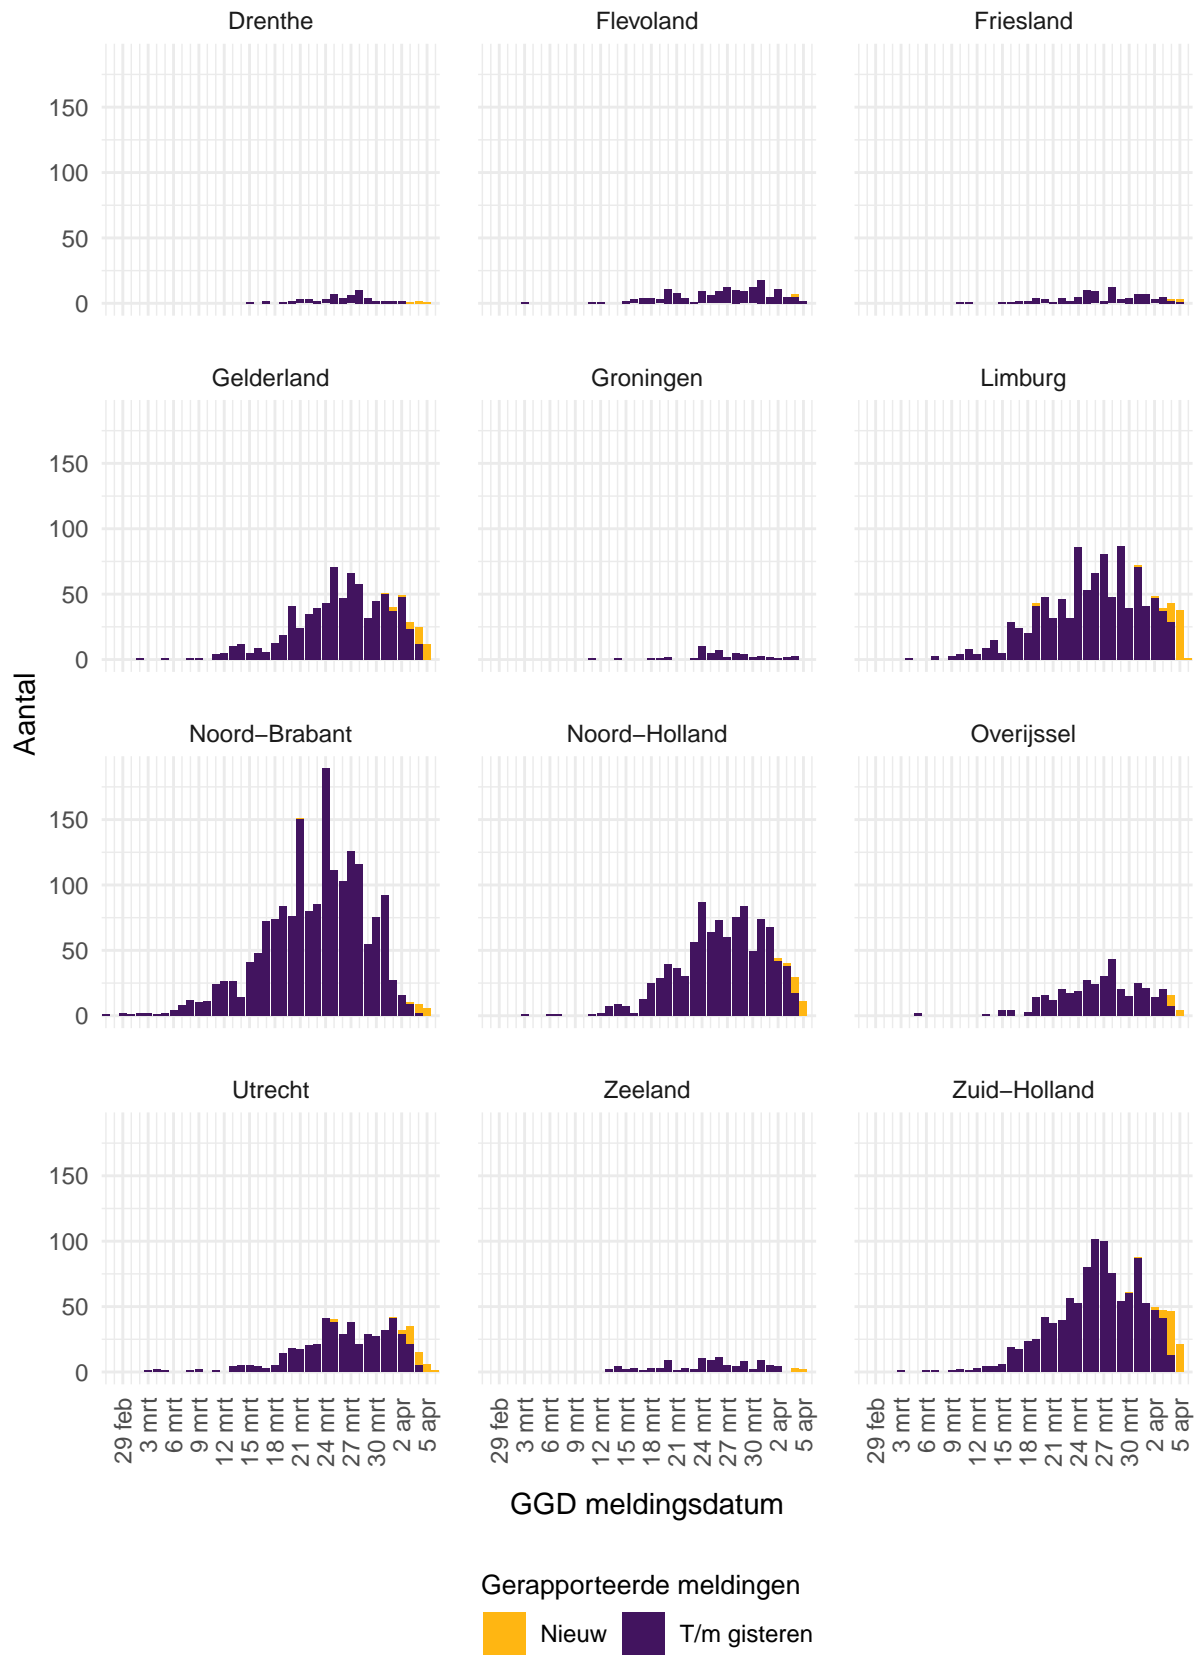 Drenthe Flevoland Friesland
150
100
50
0
Gelderland Groningen Limburg
150
100
50
0
Aantal
Noord–Brabant Noord–Holland Overijssel
150
100
50
0
Utrecht Zeeland Zuid–Holland
150
100
50
0
29 feb 3 mrt 6 mrt 9 mrt 12 mrt 15 mrt 18 mrt 21 mrt 24 mrt 27 mrt 30 mrt 2 apr 5 apr
29 feb 3 mrt 6 mrt 9 mrt 12 mrt 15 mrt 18 mrt 21 mrt 24 mrt 27 mrt 30 mrt 2 apr 5 apr
29 feb 3 mrt 6 mrt 9 mrt 12 mrt 15 mrt 18 mrt 21 mrt 24 mrt 27 mrt 30 mrt 2 apr 5 apr
GGD meldingsdatum
Gerapporteerde meldingen
Nieuw T/m gisteren